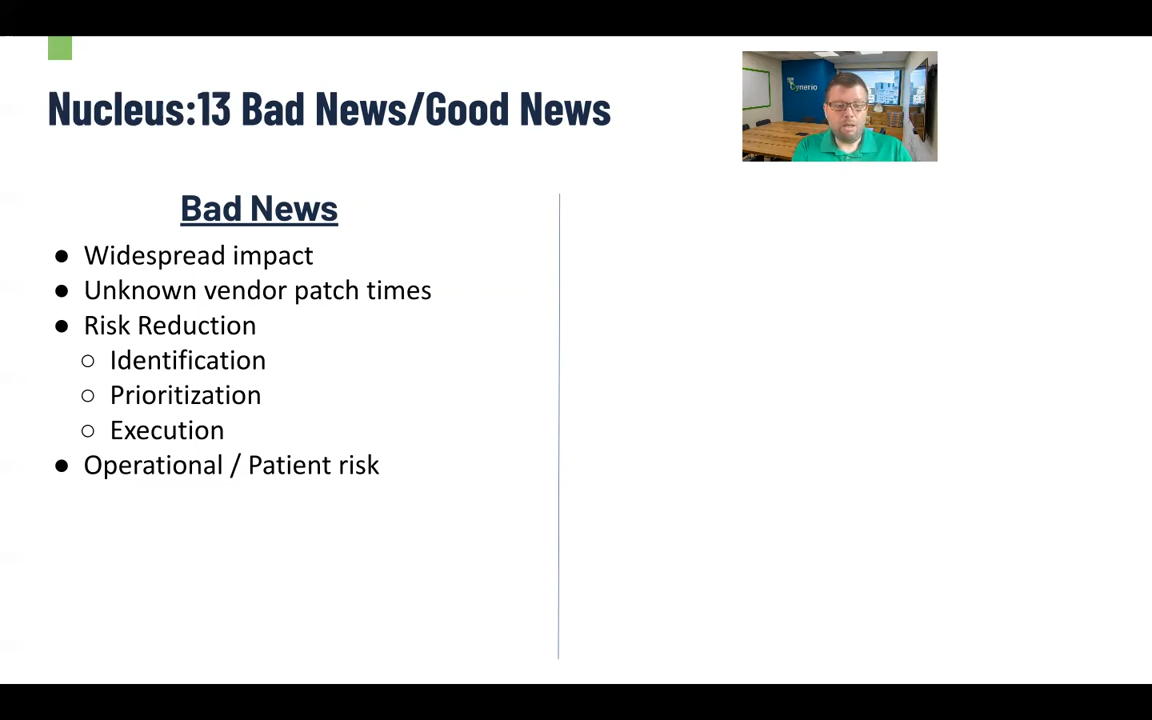 Nucleus:13 Bad News/Good News
Cynerio
Bad News
● Widespread impact
● Unknown vendor patch times
● Risk Reduction
○ Identification
○ Prioritization
○ Execution
● Operational / Patient risk